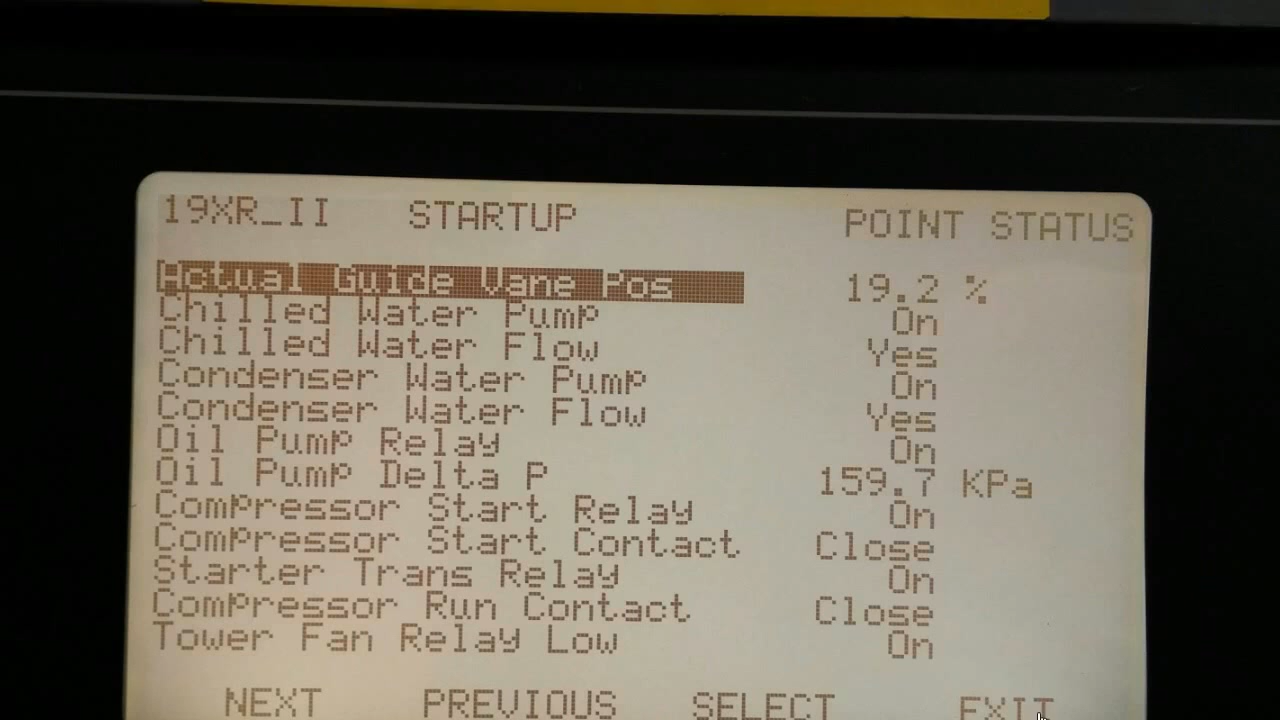 19XR_II STARTUP POINT STATUS
Actual Guide Vane Pos 19.2 %
Chilled Water Pump On
Chilled Water Flow Yes
Condenser Water Pump On
Condenser Water Flow Yes
Oil Pump Relay On
Oil Pump Delta P 159.7 KPa
Compressor Start Relay On
Compressor Start Contact Close
Starter Trans Relay On
Compressor Run Contact Close
Tower Fan Relay Low On
NEXT PREVIOUS SELECT EXIT